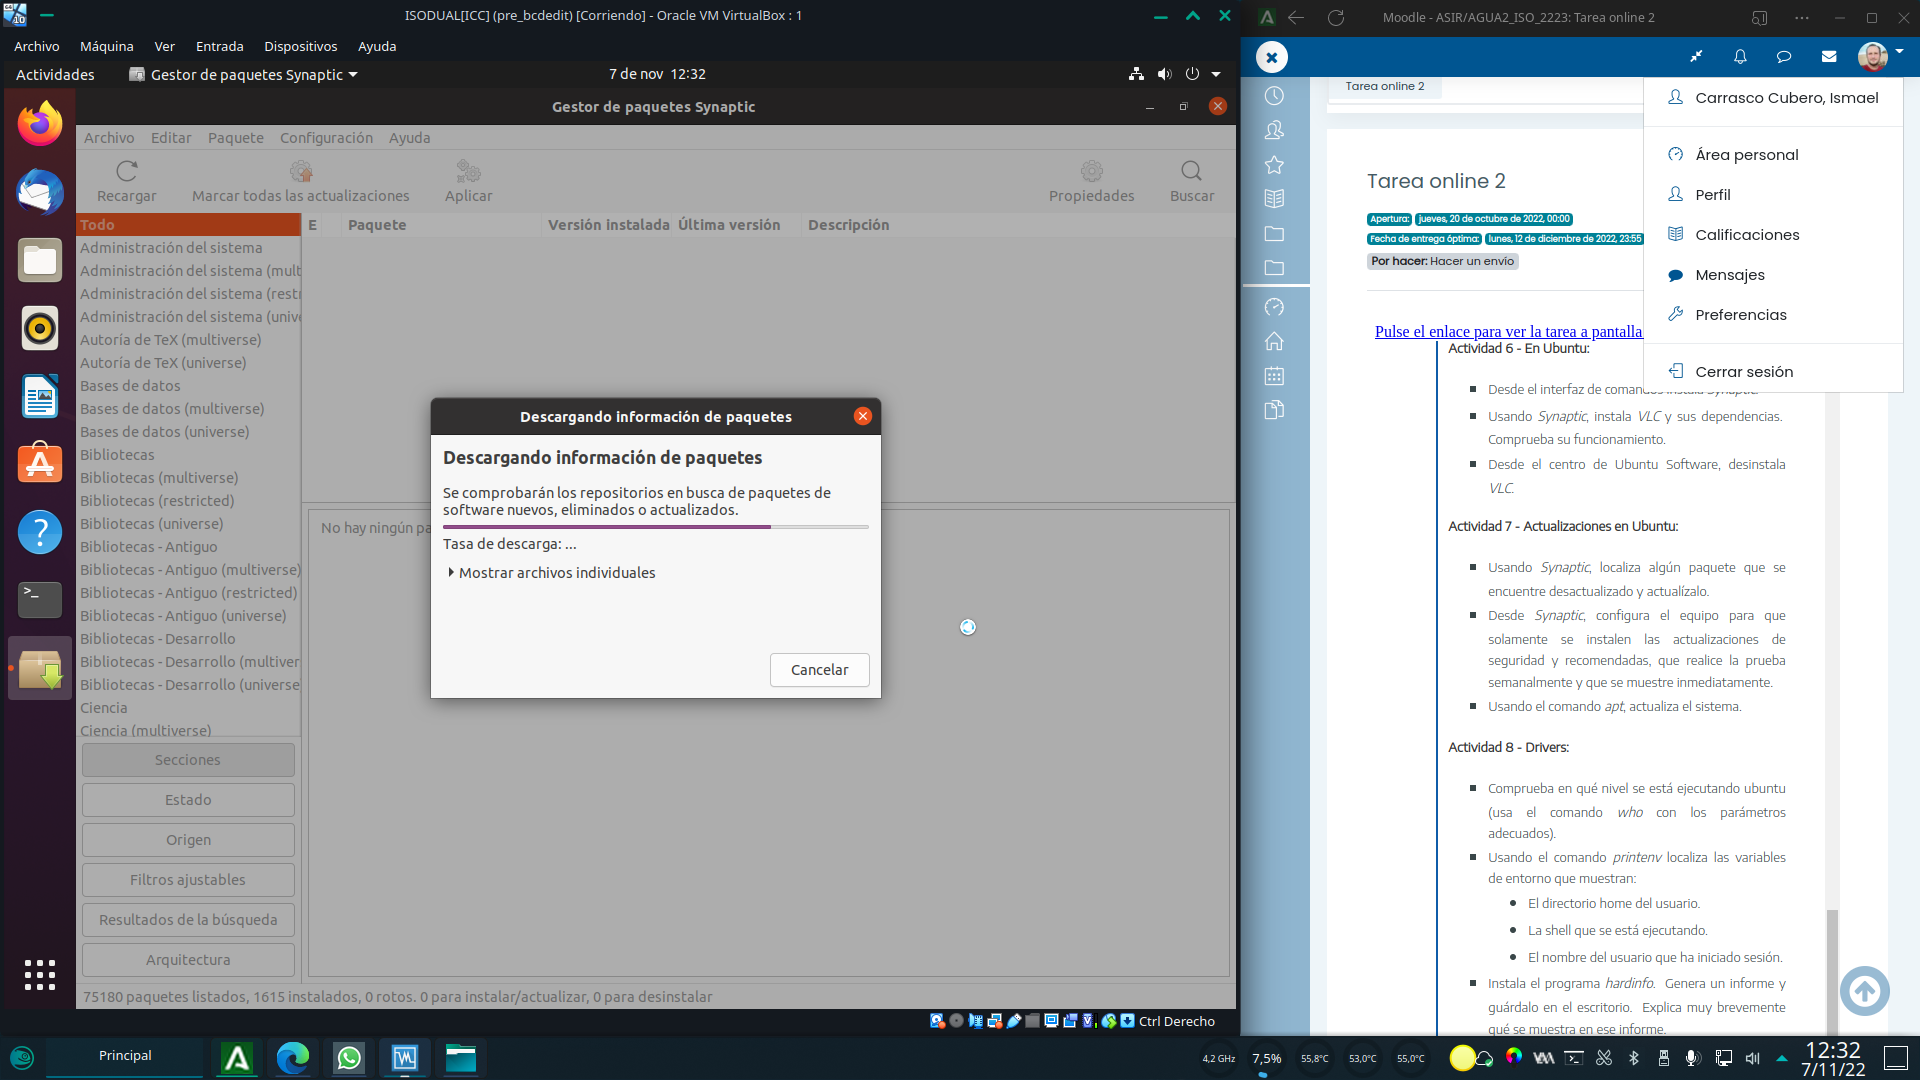 ISODUAL[ICC] (pre_bcdedit) [Corriendo] - Oracle VM VirtualBox : 1
Archivo Máquina Ver Entrada Dispositivos Ayuda
Actividades Gestor de paquetes Synaptic 7 de nov 12:32
Gestor de paquetes Synaptic
Archivo Editar Paquete Configuración Ayuda
Recargar Marcar todas las actualizaciones Aplicar Propiedades Buscar
Todo E Paquete Versión instalada Última versión Descripción
Administración del sistema
Administración del sistema (mult
Administración del sistema (restr
Administración del sistema (unive
Autoría de TeX (multiverse)
Autoría de TeX (universe)
Bases de datos
Bases de datos (multiverse)
Bases de datos (universe)
Bibliotecas
Bibliotecas (multiverse)
Bibliotecas (restricted)
Bibliotecas (universe)
Bibliotecas - Antiguo
Bibliotecas - Antiguo (multiverse)
Bibliotecas - Antiguo (restricted)
Bibliotecas - Antiguo (universe)
Bibliotecas - Desarrollo
Bibliotecas - Desarrollo (multiver
Bibliotecas - Desarrollo (universe
Ciencia
Ciencia (multiverse)
Secciones
Estado
Origen
Filtros ajustables
Resultados de la búsqueda
Arquitectura
No hay ningún pa
Descargando información de paquetes
Descargando información de paquetes
Se comprobarán los repositorios en busca de paquetes de
software nuevos, eliminados o actualizados.
Tasa de descarga: ...
Mostrar archivos individuales
Cancelar
75180 paquetes listados, 1615 instalados, 0 rotos. 0 para instalar/actualizar, 0 para desinstalar
Ctrl Derecho
Moodle - ASIR/AGUA2_ISO_2223: Tarea online 2
Tarea online 2
Carrasco Cubero, Ismael
Área personal
Perfil
Calificaciones
Mensajes
Preferencias
Cerrar sesión
Tarea online 2
Apertura: jueves, 20 de octubre de 2022, 00:00
Fecha de entrega óptima: lunes, 12 de diciembre de 2022, 23:55
Por hacer: Hacer un envío
Pulse el enlace para ver la tarea a pantalla
Actividad 6 - En Ubuntu:
Desde el interfaz de comandos instala Synaptic.
Usando Synaptic, instala VLC y sus dependencias.
Comprueba su funcionamiento.
Desde el centro de Ubuntu Software, desinstala
VLC.
Actividad 7 - Actualizaciones en Ubuntu:
Usando Synaptic, localiza algún paquete que se
encuentre desactualizado y actualízalo.
Desde Synaptic, configura el equipo para que
solamente se instalen las actualizaciones de
seguridad y recomendadas, que realice la prueba
semanalmente y que se muestre inmediatamente.
Usando el comando apt, actualiza el sistema.
Actividad 8 - Drivers:
Comprueba en qué nivel se está ejecutando ubuntu
(usa el comando who con los parámetros
adecuados).
Usando el comando printenv localiza las variables
de entorno que muestran:
El directorio home del usuario.
La shell que se está ejecutando.
El nombre del usuario que ha iniciado sesión.
Instala el programa hardinfo. Genera un informe y
guárdalo en el escritorio. Explica muy brevemente
qué se muestra en ese informe.
Principal 4,2 GHz 7,5% 55,8°C 53,0°C 55,0°C 12:32
7/11/22